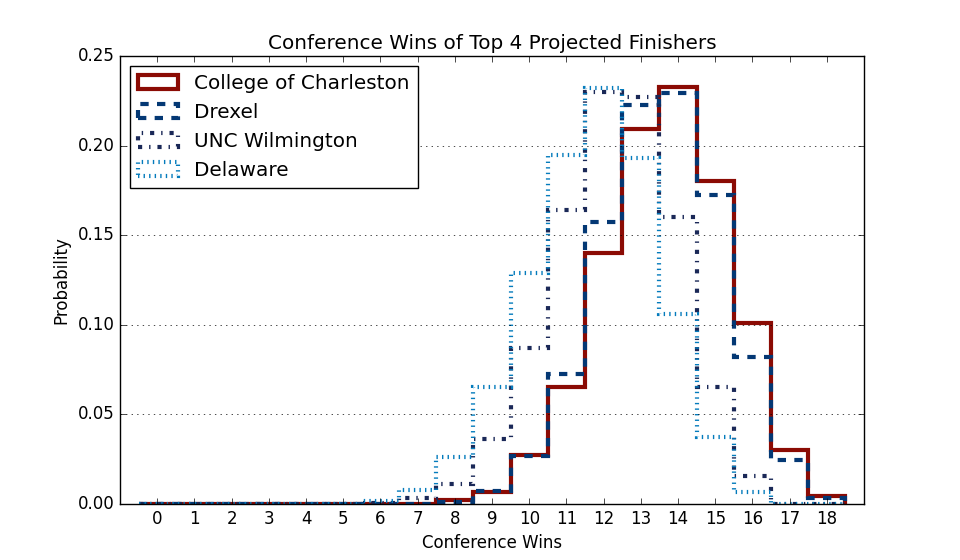 Conference Wins of Top 4 Projected Finishers
College of Charleston
Drexel
UNC Wilmington
Delaware
0.25
0.20
0.15
0.10
0.05
0.00
Probability
0 1 2 3 4 5 6 7 8 9 10 11 12 13 14 15 16 17 18
Conference Wins